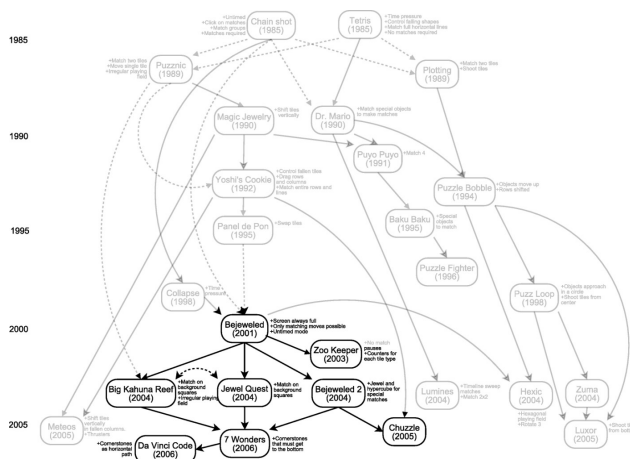 1985
Chain shot
(1985)
+Untimed
+Click on matches
+Match groups
+Matches required
Tetris
(1985)
+Time pressure
+Control falling shapes
+Match full horizontal lines
+No matches required
Puzznic
(1989)
+Match two tiles
+Move single tile
+Irregular playing
field
Plotting
(1989)
+Match two tiles
+Shoot tiles
1990
Magic Jewelry
(1990)
+Shift tiles
vertically
Dr. Mario
(1990)
+Match special objects
to make matches
Puyo Puyo
(1991)
+Match 4
Yoshi's Cookie
(1992)
+Control fallen tiles
+Drag rows
and columns
+Match entire rows and
lines
Puzzle Bobble
(1994)
+Objects move up
+Rows shifted
1995
Panel de Pon
(1995)
+Swap tiles
Baku Baku
(1995)
+Special
objects
to match
Puzzle Fighter
(1996)
Collapse
(1998)
+Time
pressure
Puzz Loop
(1998)
+Objects approach
in a circle
+Shoot tiles from
center
2000
Bejeweled
(2001)
+Screen always full
+Only matching moves possible
+Untimed mode
Zoo Keeper
(2003)
+No match
pauses
+Counters for
each tile type
Big Kahuna Reef
(2004)
+Match on
background
squares
+Irregular playing
field
Jewel Quest
(2004)
+Match on
background
squares
Bejeweled 2
(2004)
+Jewel and
hypercube for
special matches
Lumines
(2004)
+Timeline sweep
matches
+Match 2x2
Hexic
(2004)
+Hexagonal
playing field
+Rotate 3
Zuma
(2004)
2005
Meteos
(2005)
+Shift tiles
vertically
in fallen columns
+Thrusters
Da Vinci Code
(2006)
+Cornerstones
as horizontal
path
7 Wonders
(2006)
+Cornerstones
that must get
to the bottom
Chuzzle
(2005)
Luxor
(2005)
+Shoot
from